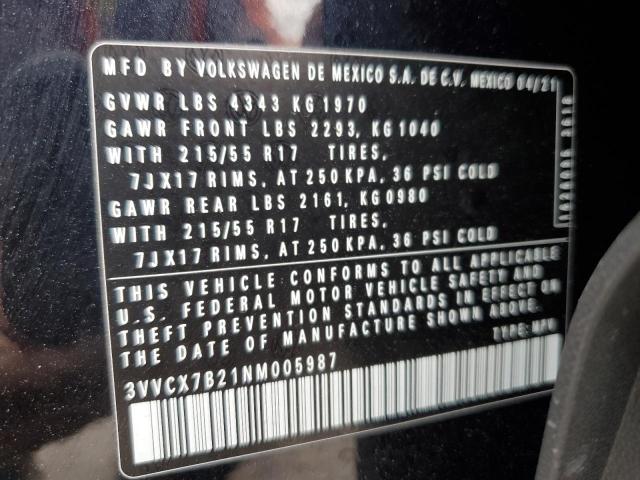 MFD BY VOLKSWAGEN DE MEXICO S.A. DE C.V. MEXICO 04/21
GVWR LBS 4343 KG 1970
GAWR FRONT LBS 2293, KG 1040
WITH 215/55 R17 TIRES,
7JX17 RIMS, AT 250 KPA, 36 PSI COLD
GAWR REAR LBS 2161, KG 0980
WITH 215/55 R17 TIRES,
7JX17 RIMS, AT 250 KPA, 36 PSI COLD
THIS VEHICLE CONFORMS TO ALL APPLICABLE
U.S. FEDERAL MOTOR VEHICLE SAFETY AND
THEFT PREVENTION STANDARDS IN EFFECT ON
THE DATE OF MANUFACTURE SHOWN ABOVE.
TYPE: MPV
3VVCX7B21NM005987